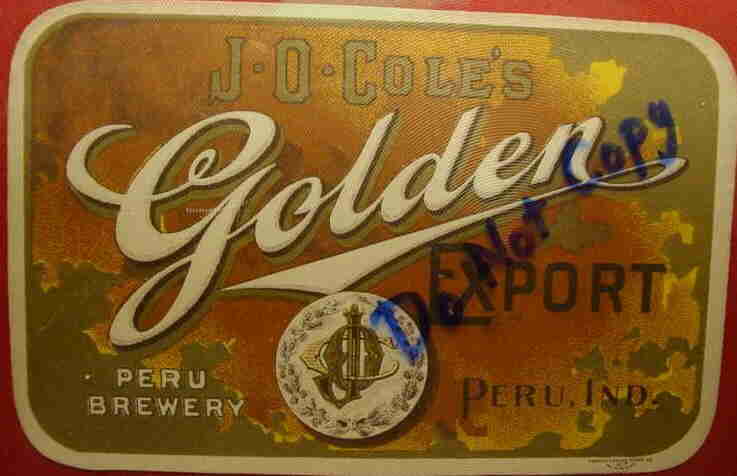 J·O·COLE'S
Golden
EXPORT
Do Not Copy
PERU
BREWERY
PERU, IND.